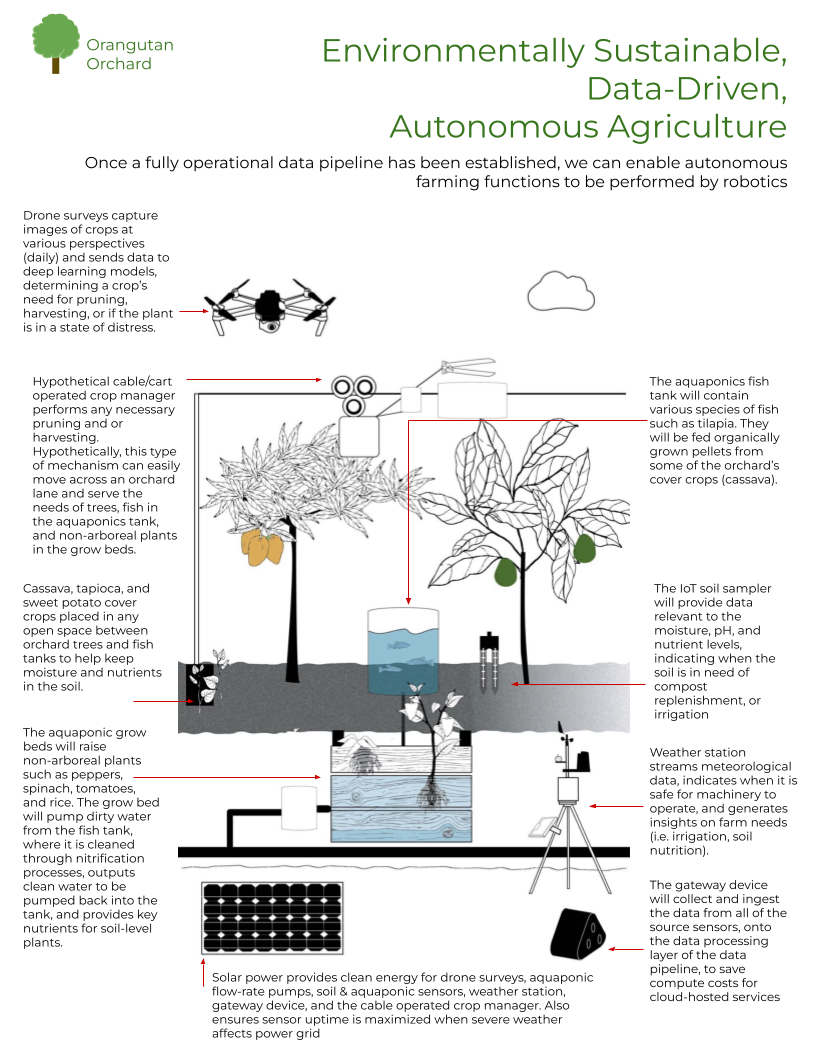 Orangutan
Orchard
Environmentally Sustainable,
Data-Driven,
Autonomous Agriculture
Once a fully operational data pipeline has been established, we can enable autonomous
farming functions to be performed by robotics
Drone surveys capture
images of crops at
various perspectives
(daily) and sends data to
deep learning models,
determining a crop's
need for pruning,
harvesting, or if the plant
is in a state of distress.
Hypothetical cable/cart
operated crop manager
performs any necessary
pruning and or
harvesting.
Hypothetically, this type
of mechanism can easily
move across an orchard
lane and serve the
needs of trees, fish in
the aquaponics tank,
and non-arboreal plants
in the grow beds.
The aquaponics fish
tank will contain
various species of fish
such as tilapia. They
will be fed organically
grown pellets from
some of the orchard's
cover crops (cassava).
Cassava, tapioca, and
sweet potato cover
crops placed in any
open space between
orchard trees and fish
tanks to help keep
moisture and nutrients
in the soil.
The IoT soil sampler
will provide data
relevant to the
moisture, pH, and
nutrient levels,
indicating when the
soil is in need of
compost
replenishment, or
irrigation
The aquaponic grow
beds will raise
non-arboreal plants
such as peppers,
spinach, tomatoes,
and rice. The grow bed
will pump dirty water
from the fish tank,
where it is cleaned
through nitrification
processes, outputs
clean water to be
pumped back into the
tank, and provides key
nutrients for soil-level
plants.
Weather station
streams meteorological
data, indicates when it is
safe for machinery to
operate, and generates
insights on farm needs
(i.e. irrigation, soil
nutrition).
The gateway device
will collect and ingest
the data from all of the
source sensors, onto
the data processing
layer of the data
pipeline, to save
compute costs for
cloud-hosted services
Solar power provides clean energy for drone surveys, aquaponic
flow-rate pumps, soil & aquaponic sensors, weather station,
gateway device, and the cable operated crop manager. Also
ensures sensor uptime is maximized when severe weather
affects power grid